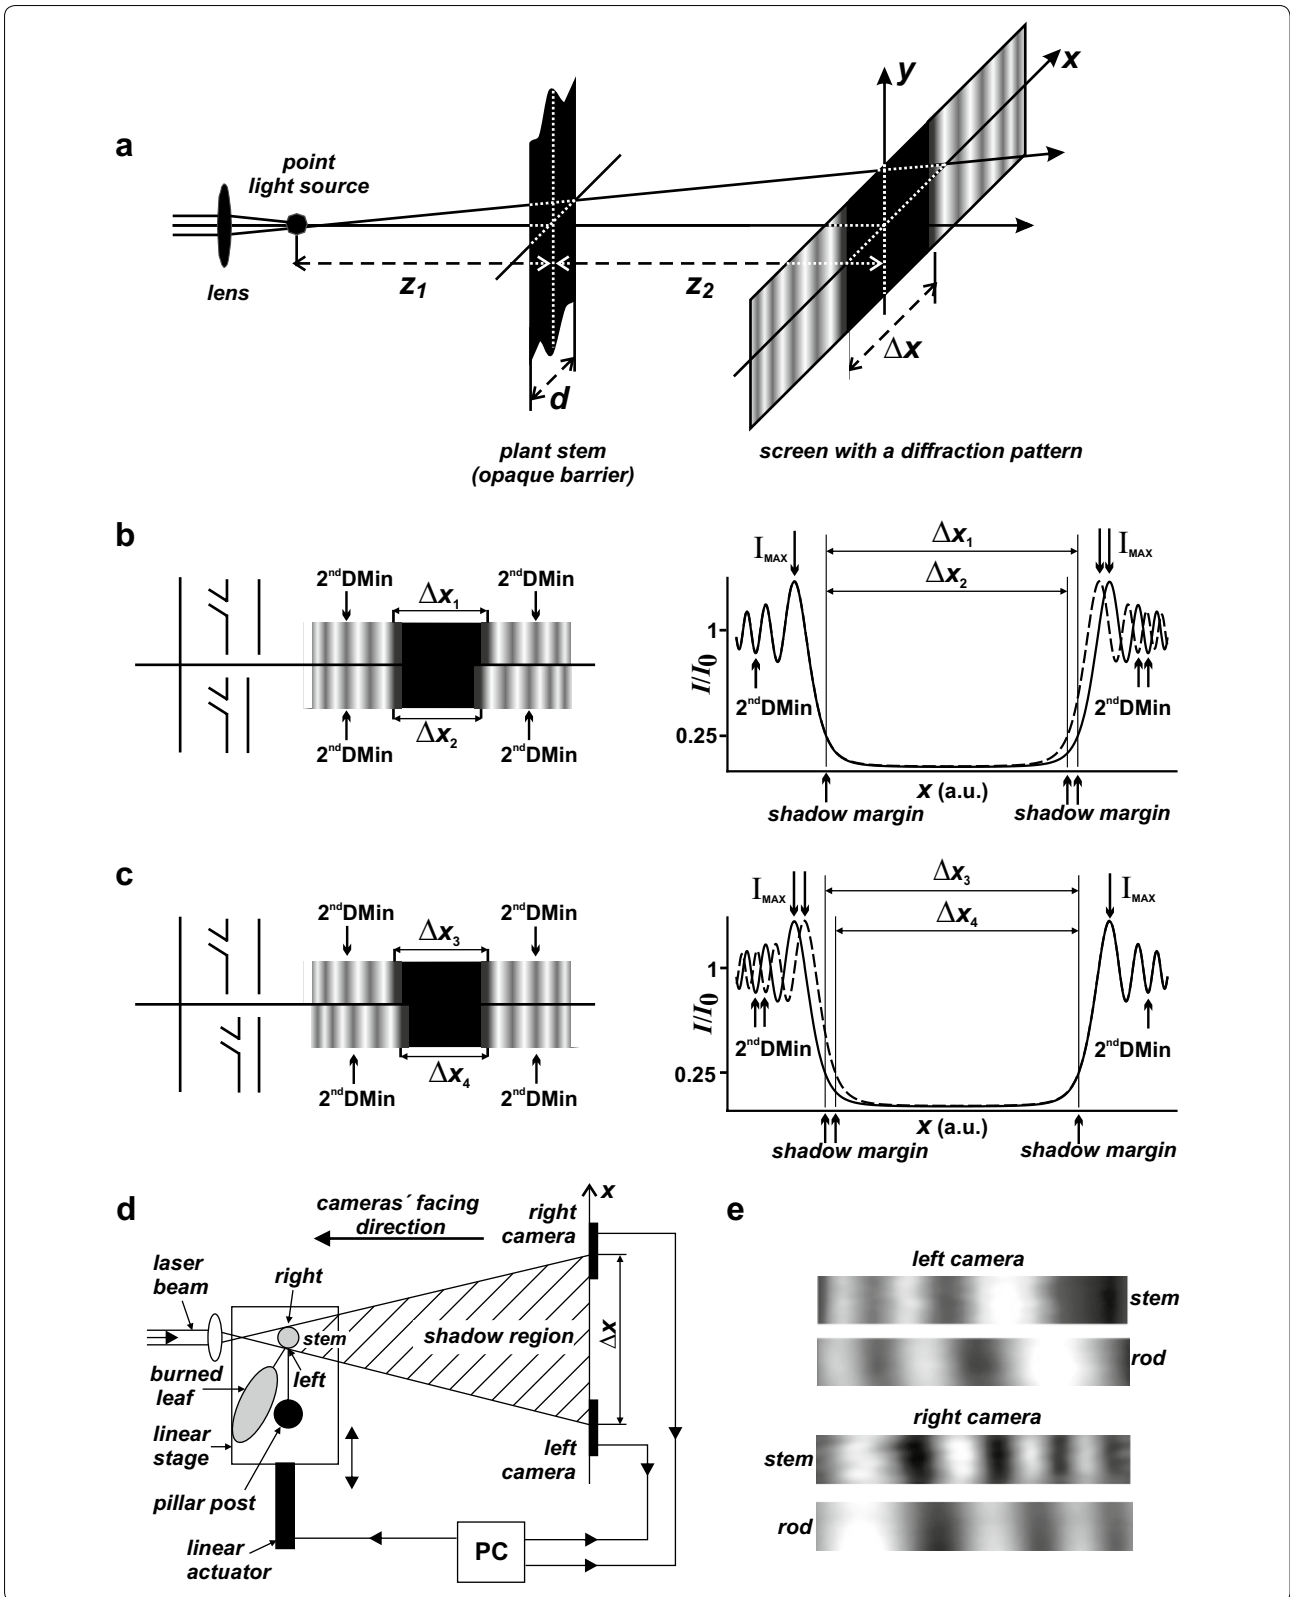 a
point
light source
lens
z1
z2
d
y
x
Δx
plant stem
(opaque barrier)
screen with a diffraction pattern
b
2ndDMin
2ndDMin
Δx1
Δx2
2ndDMin
2ndDMin
IMAX
Δx1
IMAX
Δx2
1
I/I0
2ndDMin
2ndDMin
0.25
x (a.u.)
shadow margin
shadow margin
c
2ndDMin
2ndDMin
Δx3
Δx4
2ndDMin
2ndDMin
IMAX
Δx3
IMAX
Δx4
1
I/I0
2ndDMin
2ndDMin
0.25
x (a.u.)
shadow margin
shadow margin
d
cameras´ facing
direction
x
right
camera
laser
beam
right
stem
shadow region
Δx
burned
leaf
left
linear
stage
left
camera
pillar post
linear
actuator
PC
e
left camera
stem
rod
right camera
stem
rod